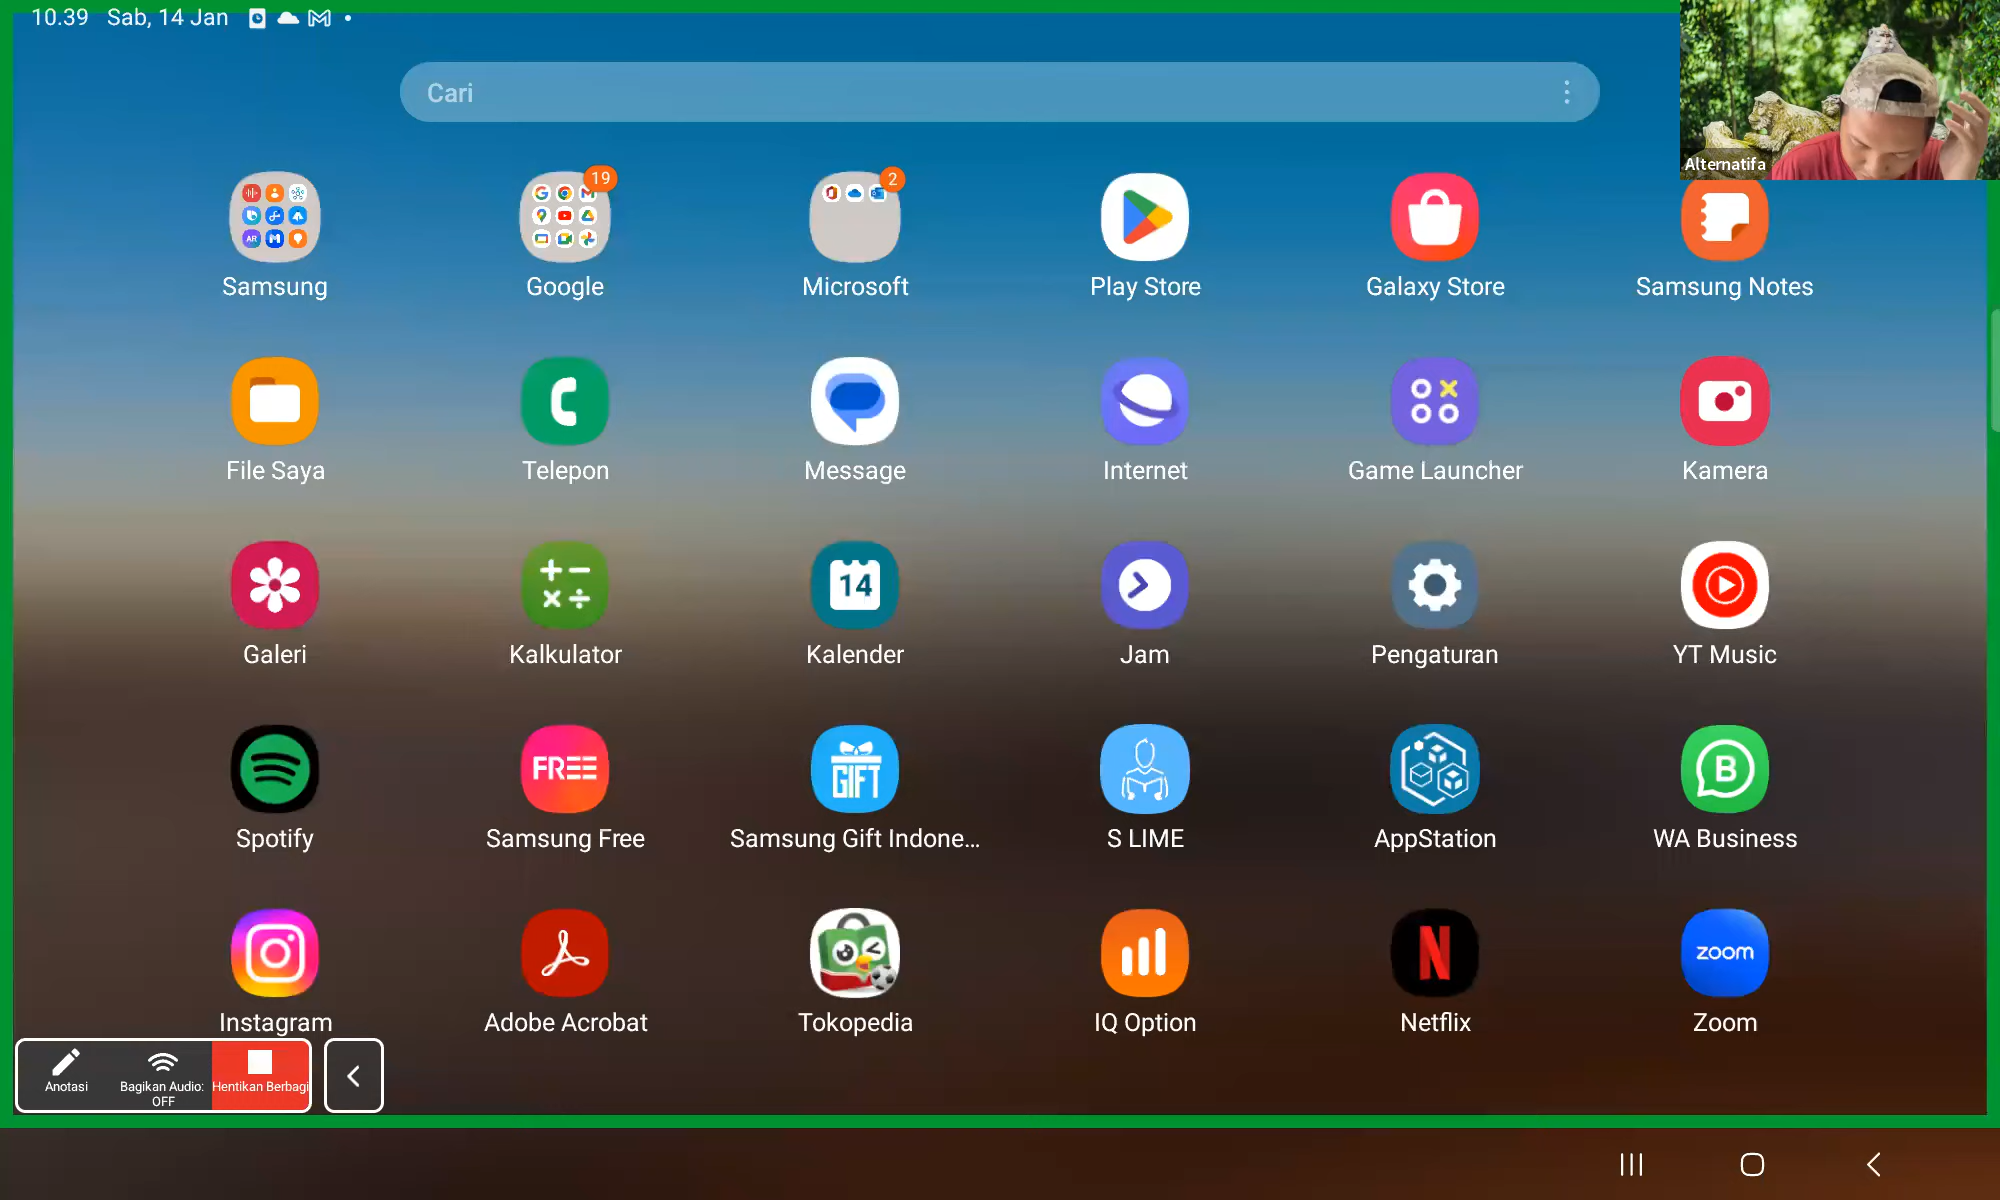 10.39 Sab, 14 Jan
Cari
Alternatifa
19
2
AR
Samsung
Google
Microsoft
Play Store
Galaxy Store
Samsung Notes
File Saya
Telepon
Message
Internet
Game Launcher
Kamera
14
Galeri
Kalkulator
Kalender
Jam
Pengaturan
YT Music
FREE
GIFT
B
Spotify
Samsung Free
Samsung Gift Indone...
S LIME
AppStation
WA Business
N
zoom
Instagram
Adobe Acrobat
Tokopedia
IQ Option
Netflix
Zoom
Anotasi
Bagikan Audio:
OFF
Hentikan Berbagi